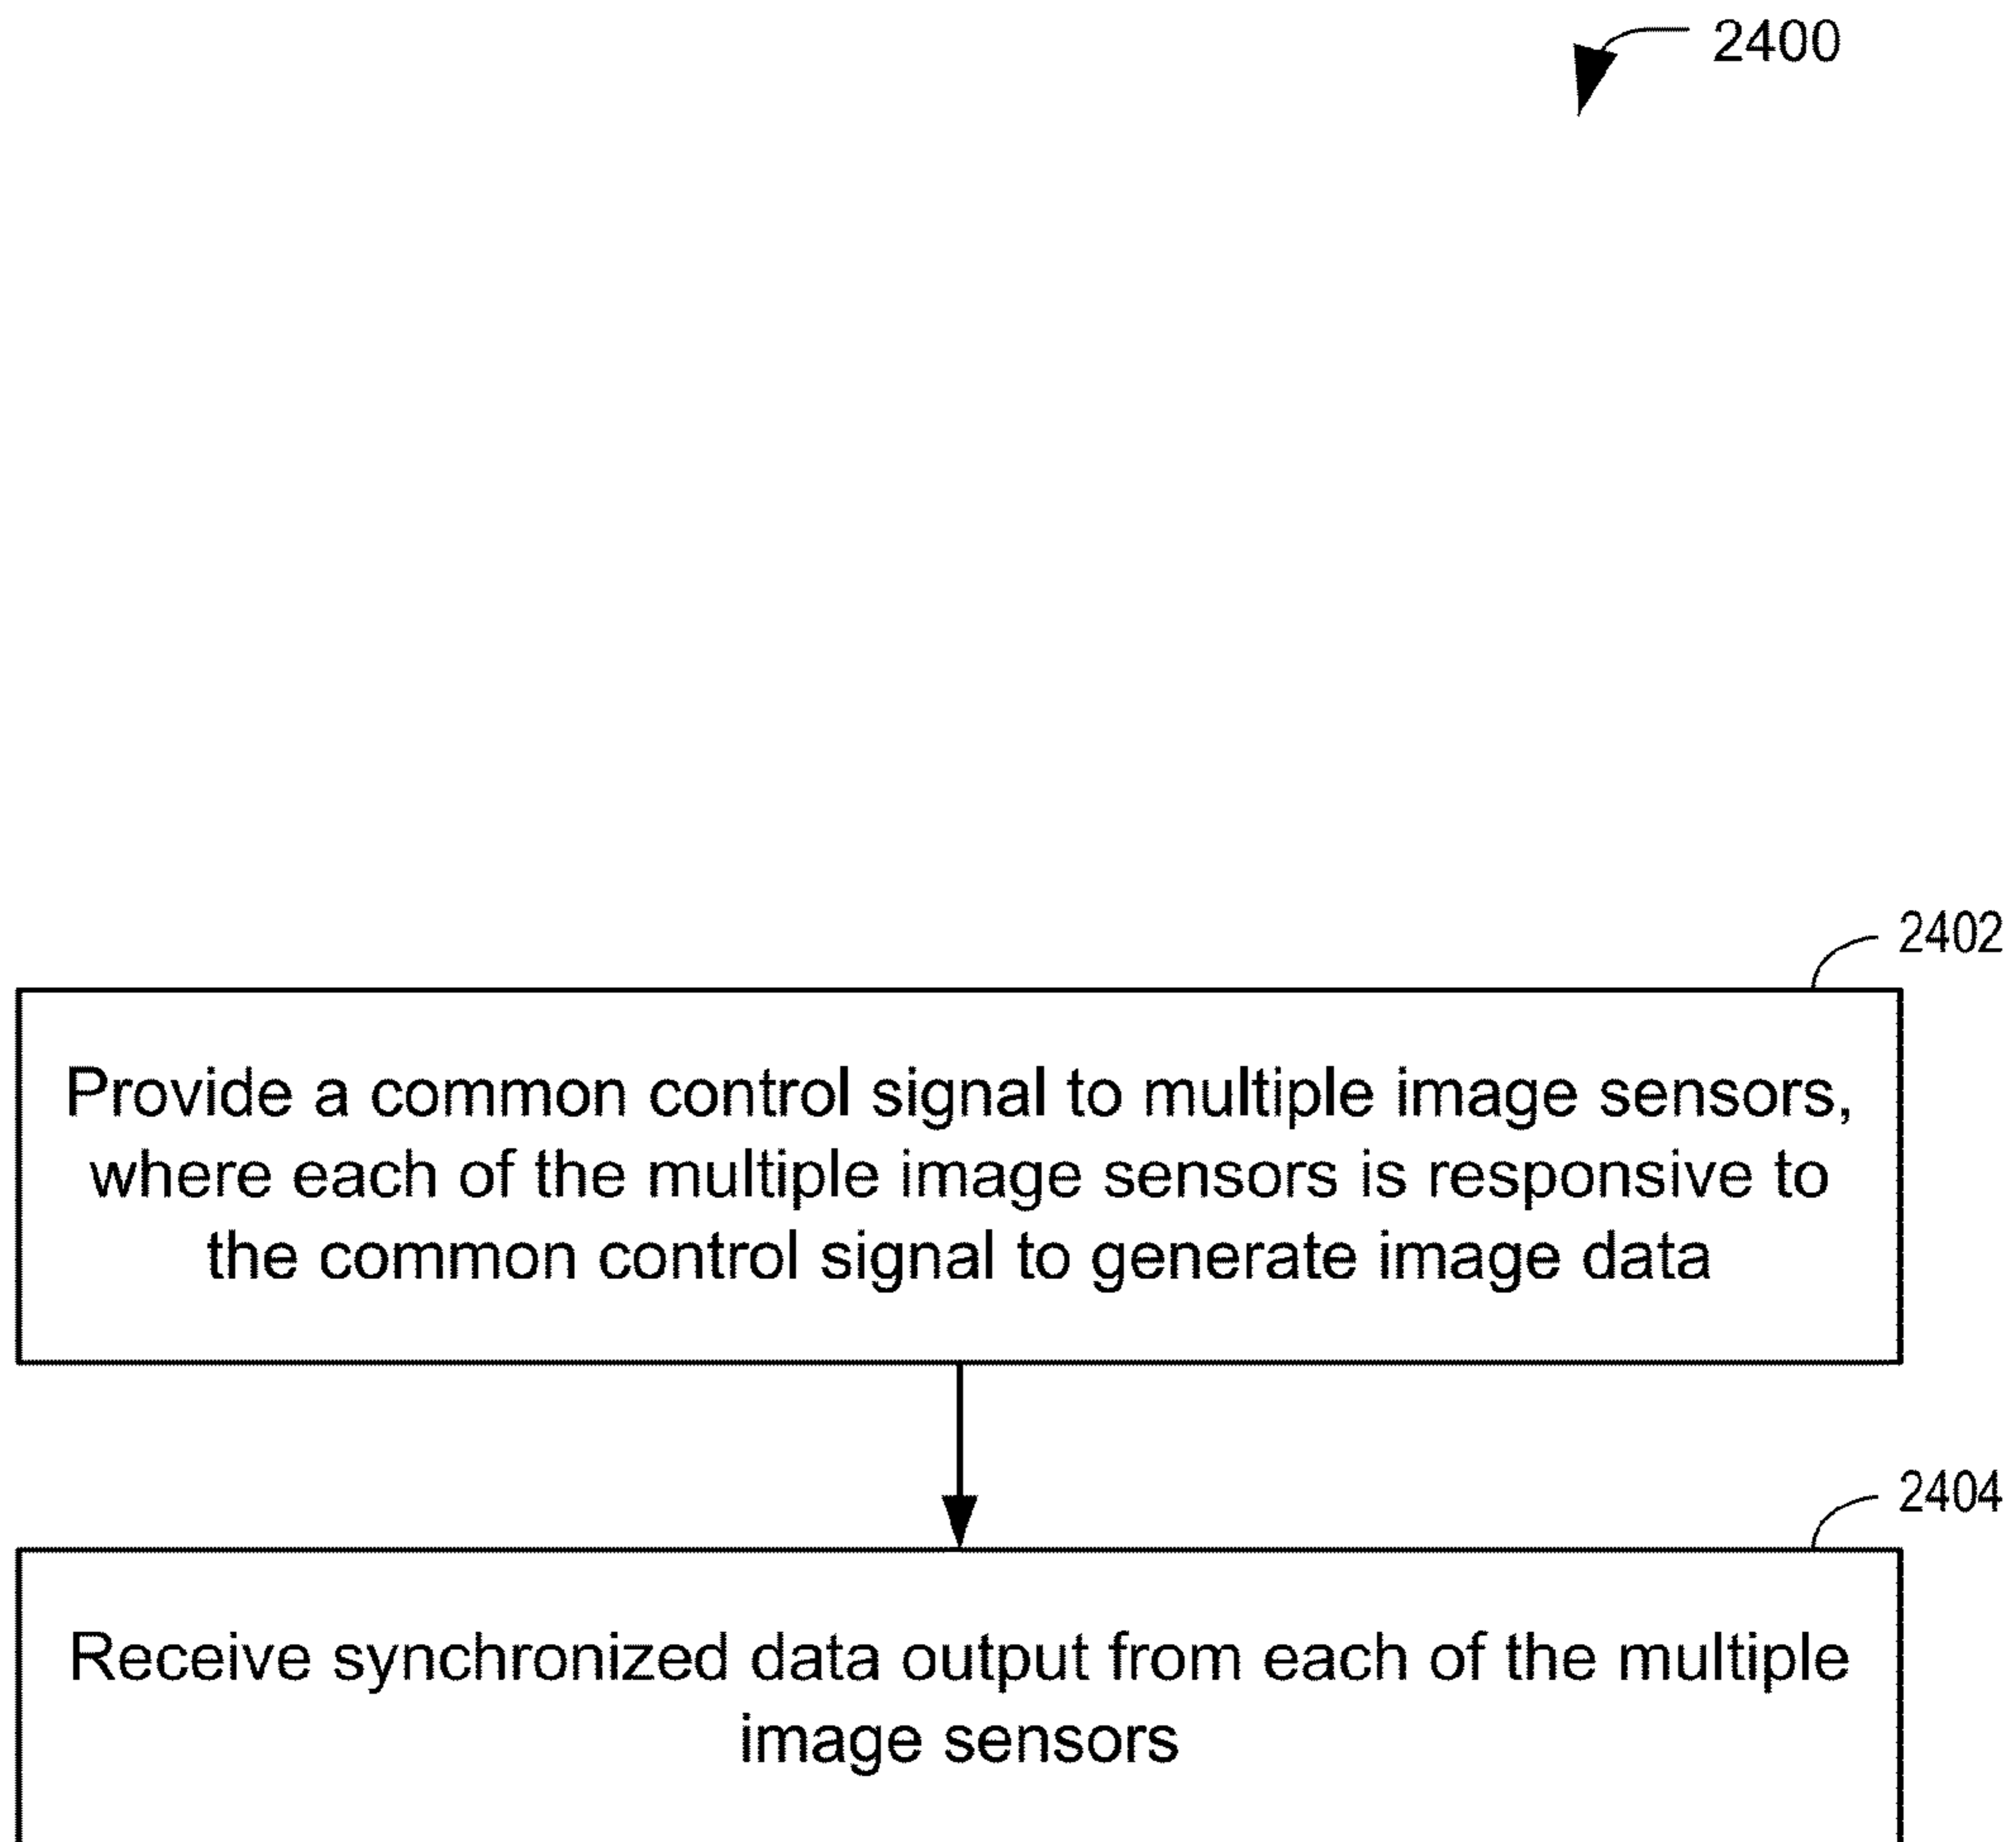 2400
2402
Provide a common control signal to multiple image sensors,
where each of the multiple image sensors is responsive to
the common control signal to generate image data
2404
Receive synchronized data output from each of the multiple
image sensors